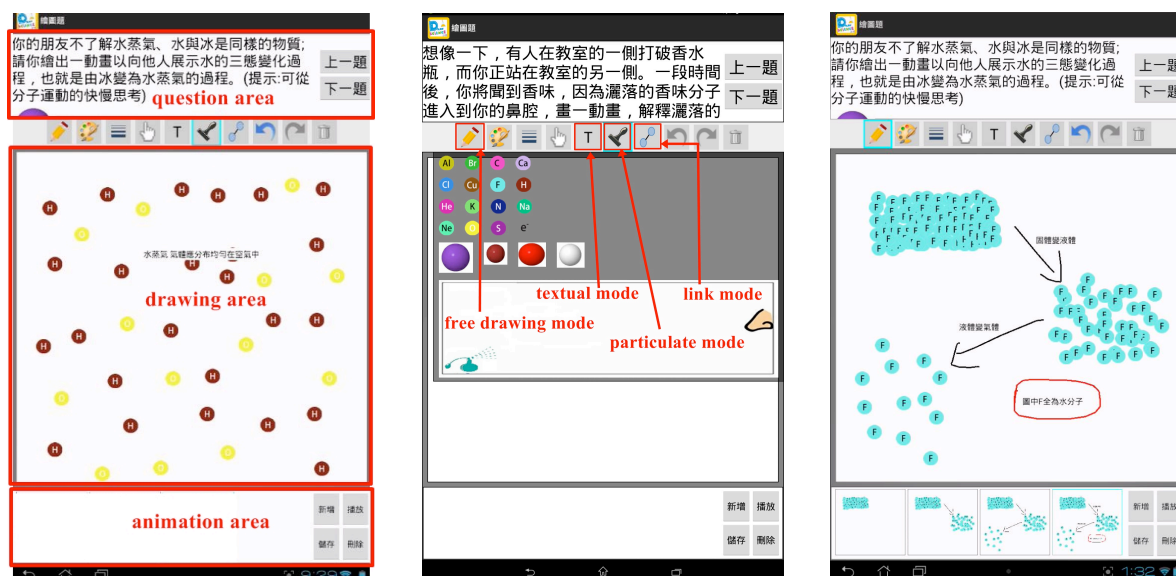 繪圖題
你的朋友不了解水蒸氣、水與冰是同樣的物質;
請你繪出一動畫以向他人展示水的三態變化過
程，也就是由冰變為水蒸氣的過程。(提示:可從
分子運動的快慢思考)
上一題
下一題
question area
T
水蒸氣 氣體應分布均勻在空氣中
drawing area
H H H H O H
H O
O H
H H
H O O
H O H H H
H O
H O H O
O H H H
H O
H O O H
animation area
新增 播放
儲存 刪除
9:29
繪圖題
想像一下，有人在教室的一側打破香水
瓶，而你正站在教室的另一側。一段時間
後，你將聞到香味，因為灑落的香味分子
進入到你的鼻腔，畫一動畫，解釋灑落的
上一題
下一題
T
Al Br C Ca
Cl Cu F H
He K N Na
Ne O S e⁻
textual mode
link mode
free drawing mode
particulate mode
新增 播放
儲存 刪除
繪圖題
你的朋友不了解水蒸氣、水與冰是同樣的物質;
請你繪出一動畫以向他人展示水的三態變化過
程，也就是由冰變為水蒸氣的過程。(提示:可從
分子運動的快慢思考)
上一
下一
T
固體變液體
液體變氣體
圖中F全為水分子
新增 播放
儲存 刪除
1:32